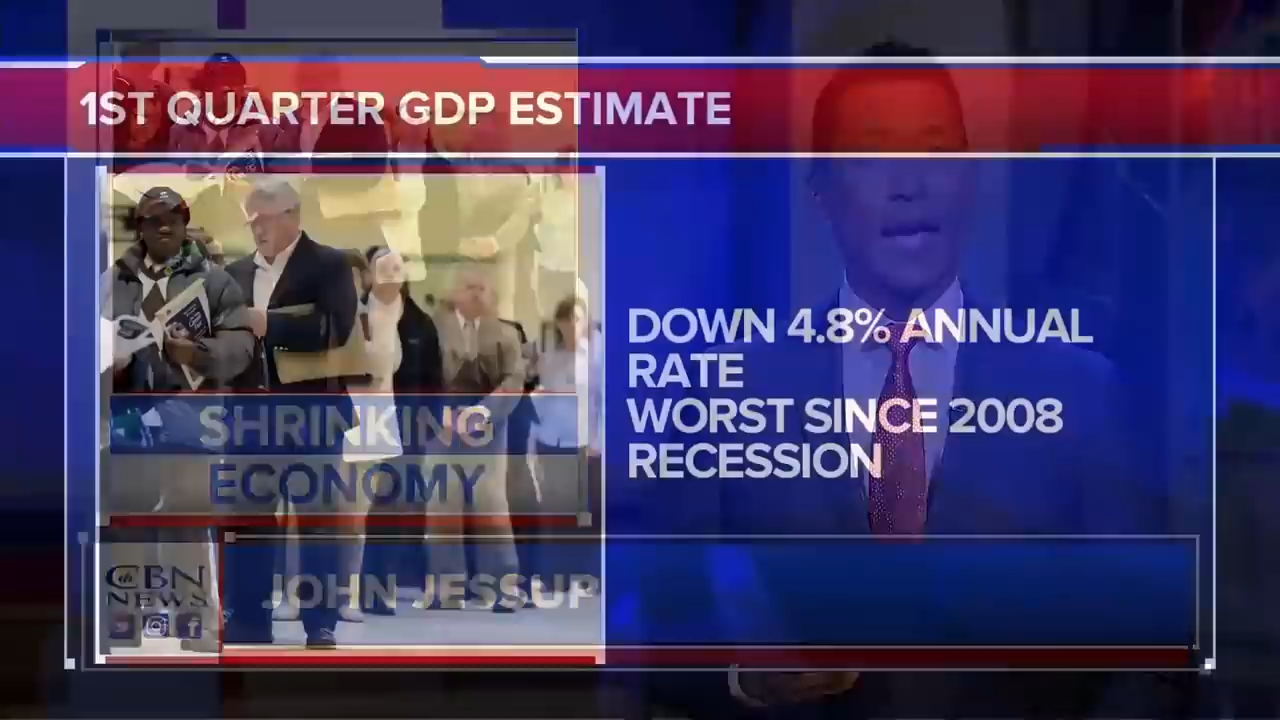 1ST QUARTER GDP ESTIMATE
DOWN 4.8% ANNUAL
RATE
WORST SINCE 2008
RECESSION
SHRINKING
ECONOMY
CBN
NEWS
JOHN JESSUP